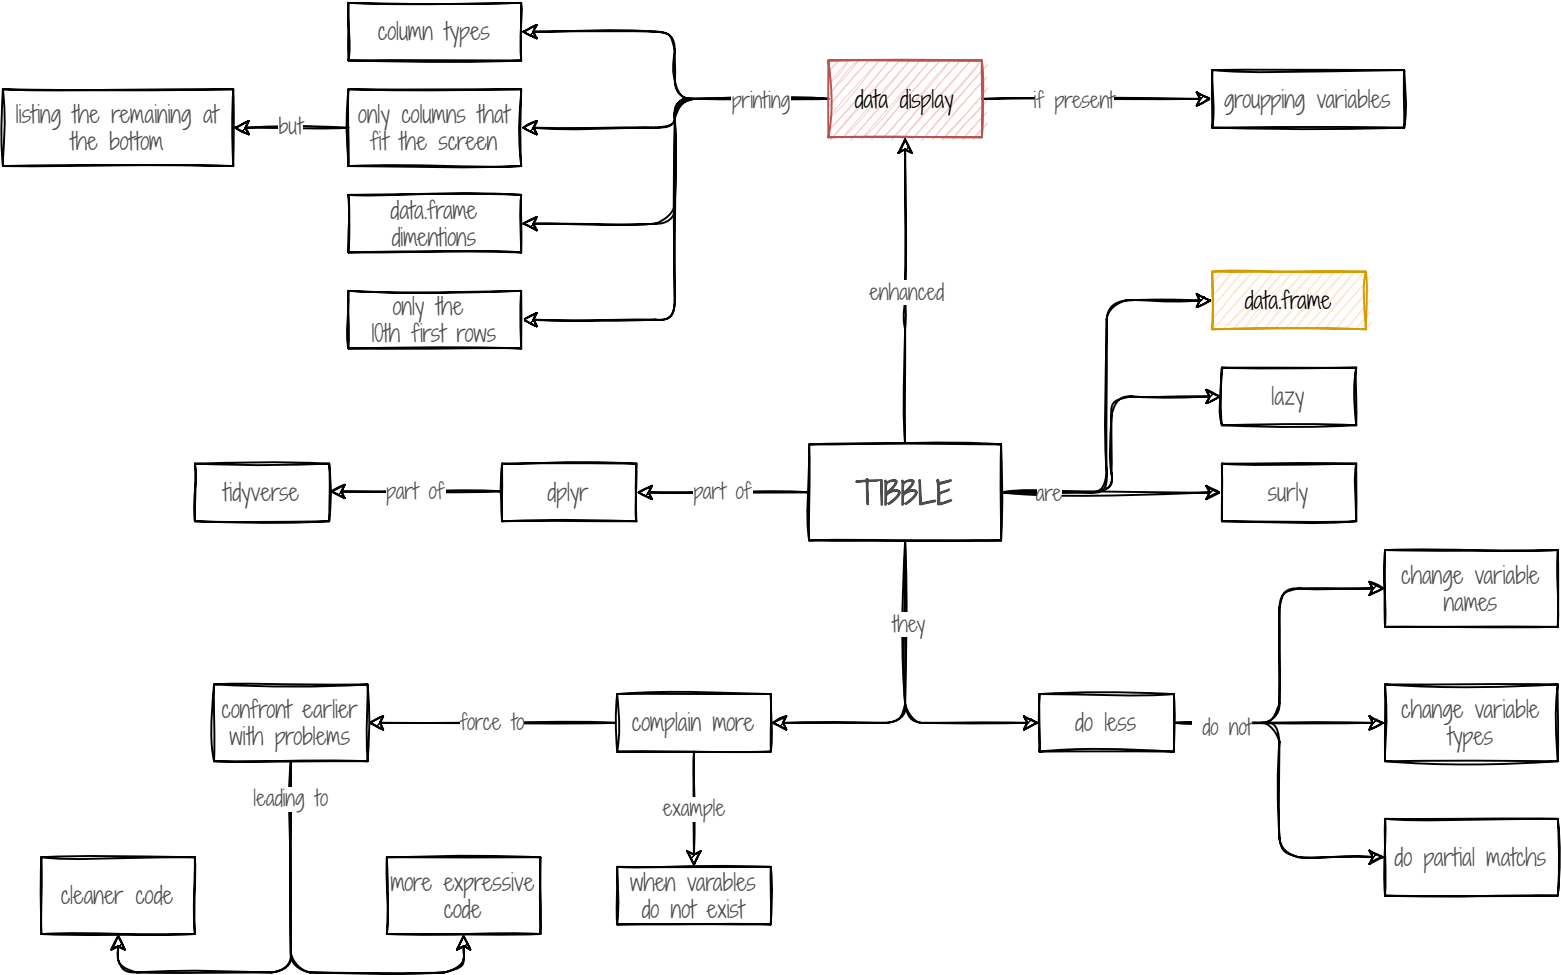 column types
listing the remaining at
the bottom
but
only columns that
fit the screen
printing
data display
if present
groupping variables
data.frame
dimentions
only the
10th first rows
enhanced
data.frame
lazy
tidyverse
part of
dplyr
part of
TIBBLE
are
surly
they
change variable
names
confront earlier
with problems
force to
complain more
do less
do not
change variable
types
leading to
example
do partial matchs
cleaner code
more expressive
code
when varables
do not exist